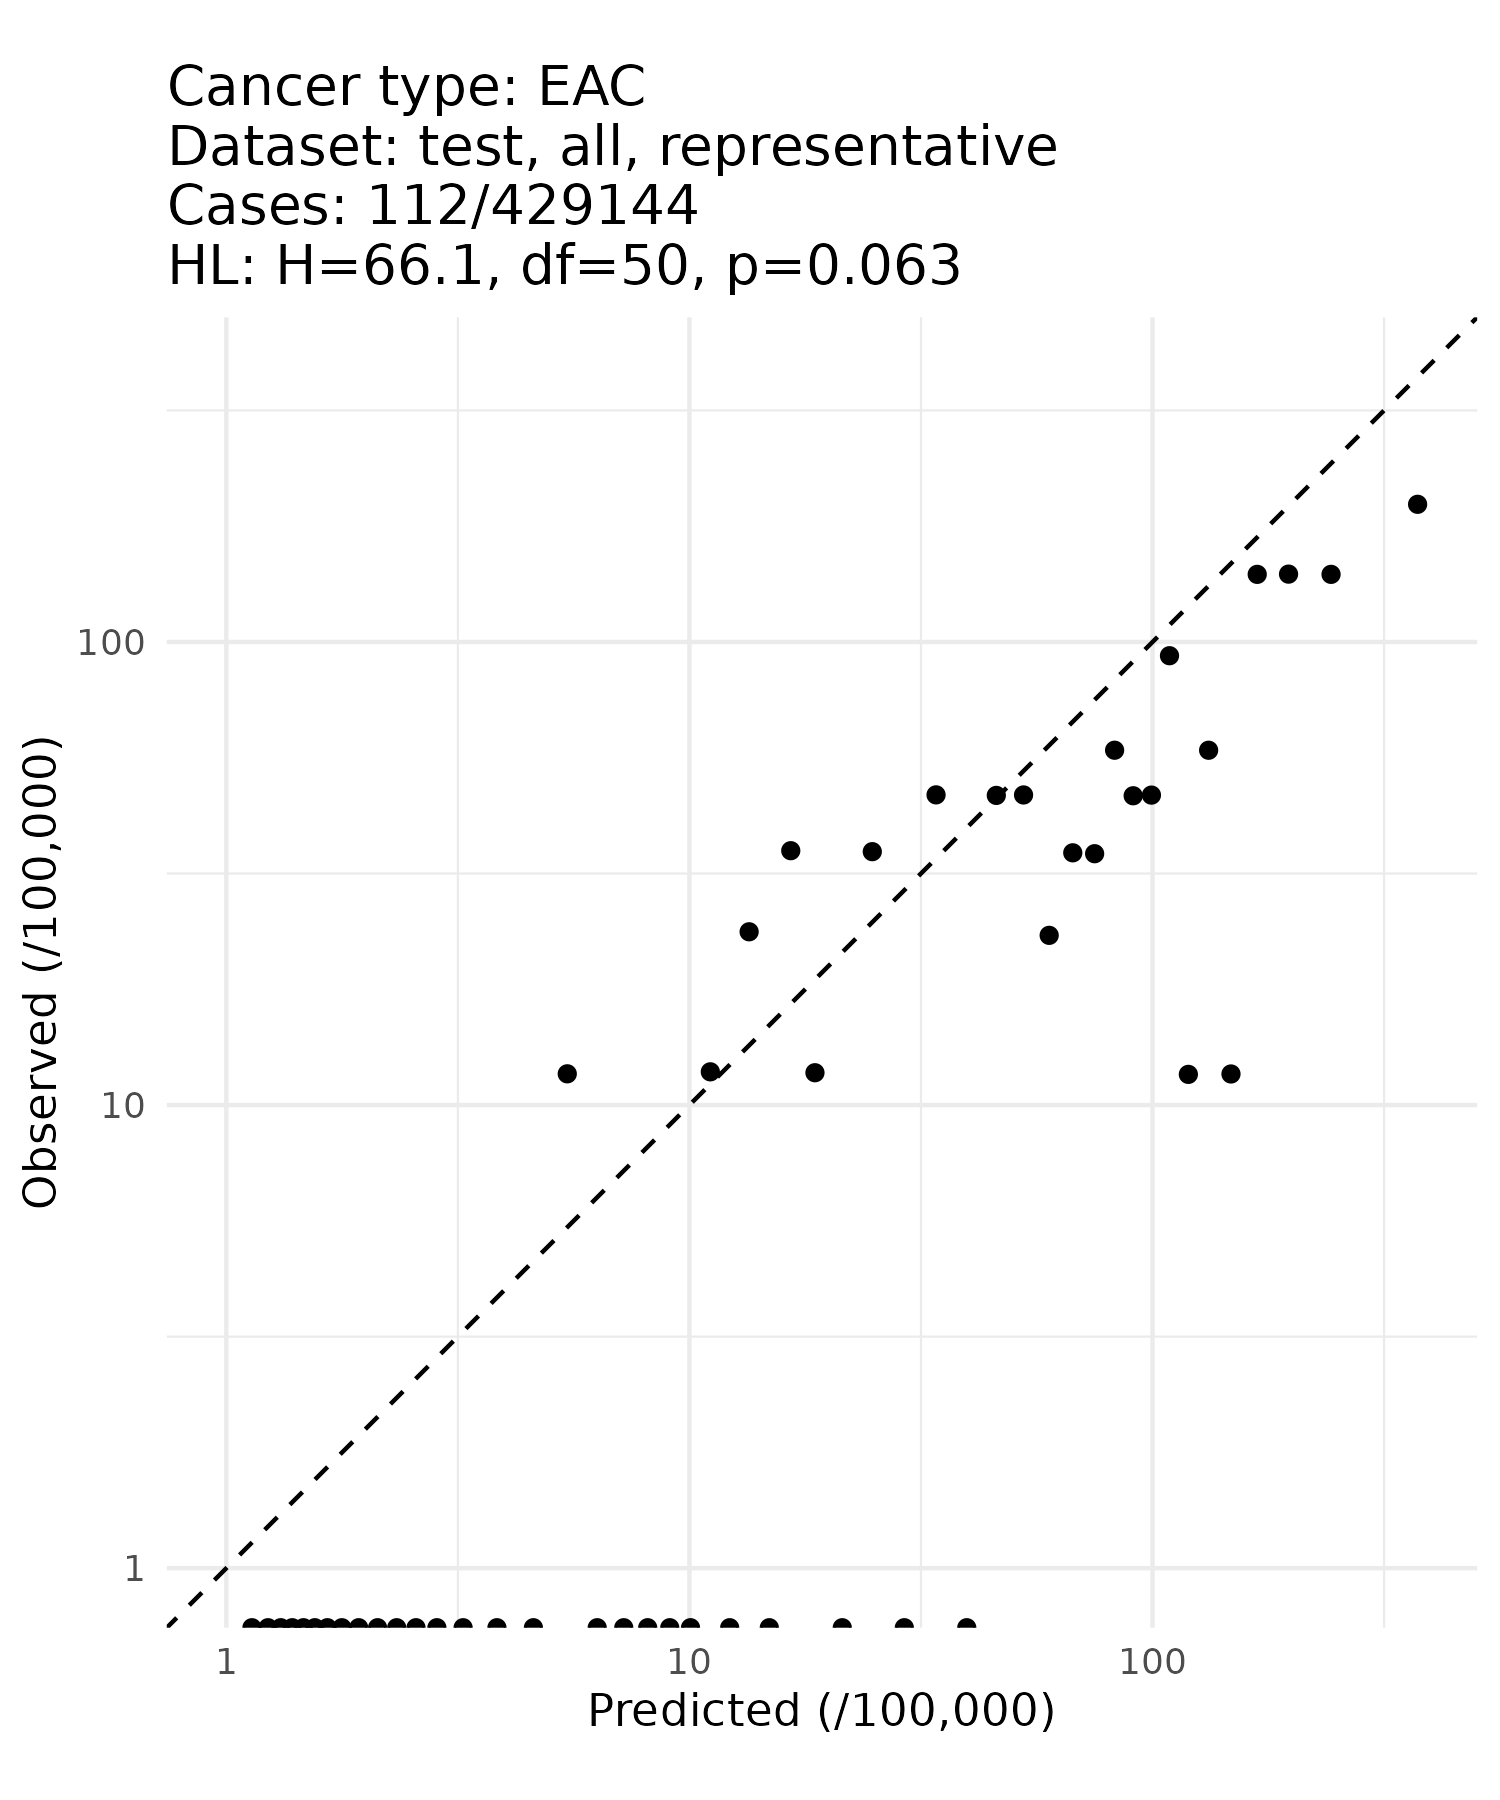 Cancer type: EAC
Dataset: test, all, representative
Cases: 112/429144
HL: H=66.1, df=50, p=0.063
100
10
1
Observed (/100,000)
1 10 100
Predicted (/100,000)